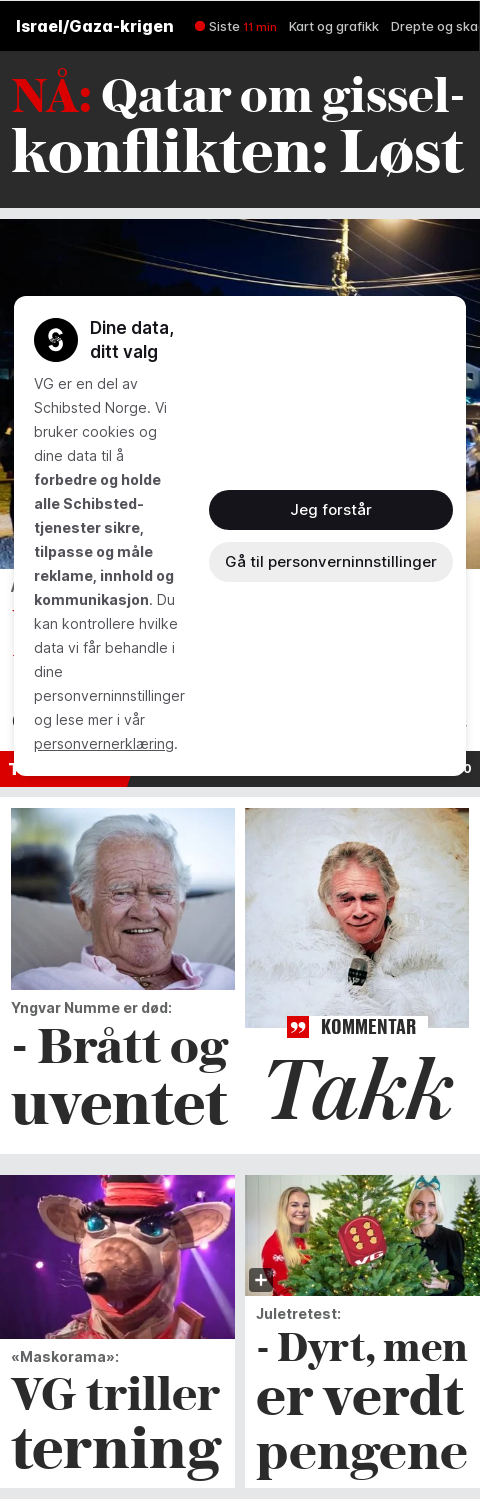 Israel/Gaza-krigen
Siste 11 min Kart og grafikk Drepte og ska
NÅ: Qatar om gissel-
konflikten: Løst
Dine data,
ditt valg
VG er en del av
Schibsted Norge. Vi
bruker cookies og
dine data til å
forbedre og holde
alle Schibsted-
tjenester sikre,
tilpasse og måle
reklame, innhold og
kommunikasjon. Du
kan kontrollere hvilke
data vi får behandle i
dine
personverninnstillinger
og lese mer i vår
personvernerklæring.
Jeg forstår
Gå til personverninnstillinger
Yngvar Numme er død:
- Brått og
uventet
KOMMENTAR
Takk
«Maskorama»:
VG triller
terning
VG
Juletretest:
- Dyrt, men
er verdt
pengene